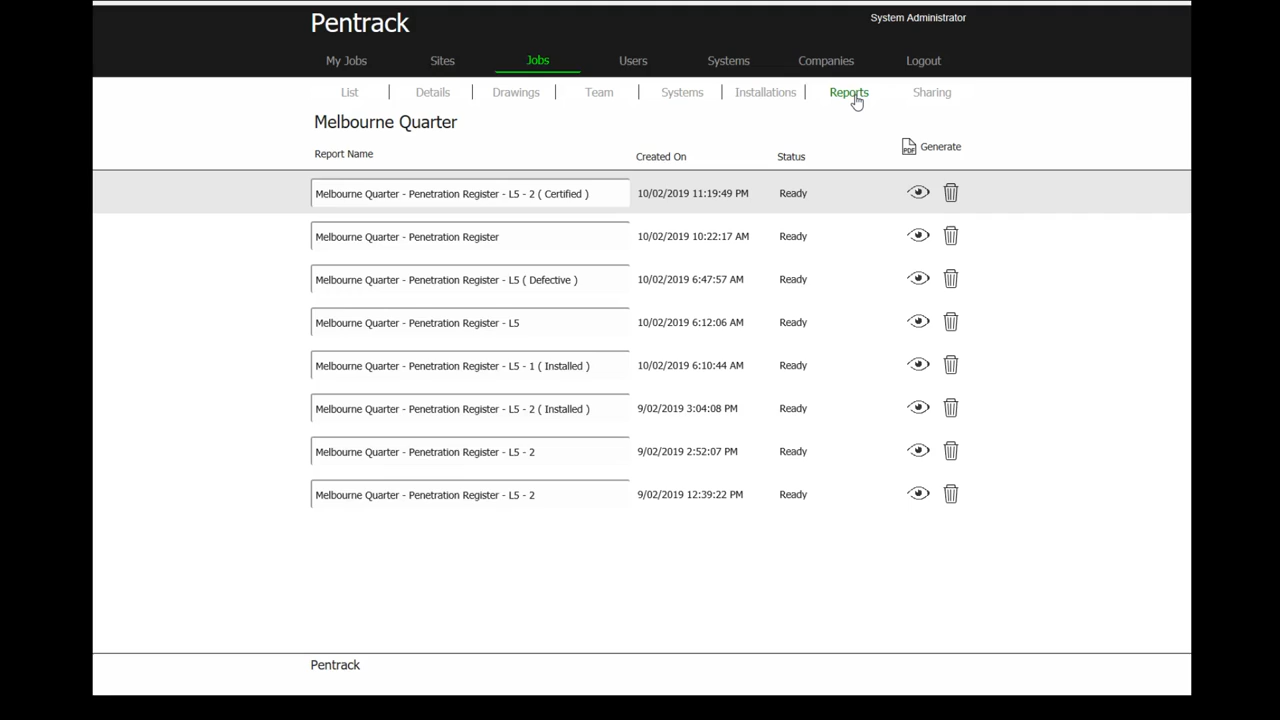 Pentrack
System Administrator
My Jobs Sites Jobs Users Systems Companies Logout
List Details Drawings Team Systems Installations Reports Sharing
Melbourne Quarter
Report Name Created On Status PDF Generate
Melbourne Quarter - Penetration Register - L5 - 2 ( Certified ) 10/02/2019 11:19:49 PM Ready
Melbourne Quarter - Penetration Register 10/02/2019 10:22:17 AM Ready
Melbourne Quarter - Penetration Register - L5 ( Defective ) 10/02/2019 6:47:57 AM Ready
Melbourne Quarter - Penetration Register - L5 10/02/2019 6:12:06 AM Ready
Melbourne Quarter - Penetration Register - L5 - 1 ( Installed ) 10/02/2019 6:10:44 AM Ready
Melbourne Quarter - Penetration Register - L5 - 2 ( Installed ) 9/02/2019 3:04:08 PM Ready
Melbourne Quarter - Penetration Register - L5 - 2 9/02/2019 2:52:07 PM Ready
Melbourne Quarter - Penetration Register - L5 - 2 9/02/2019 12:39:22 PM Ready
Pentrack